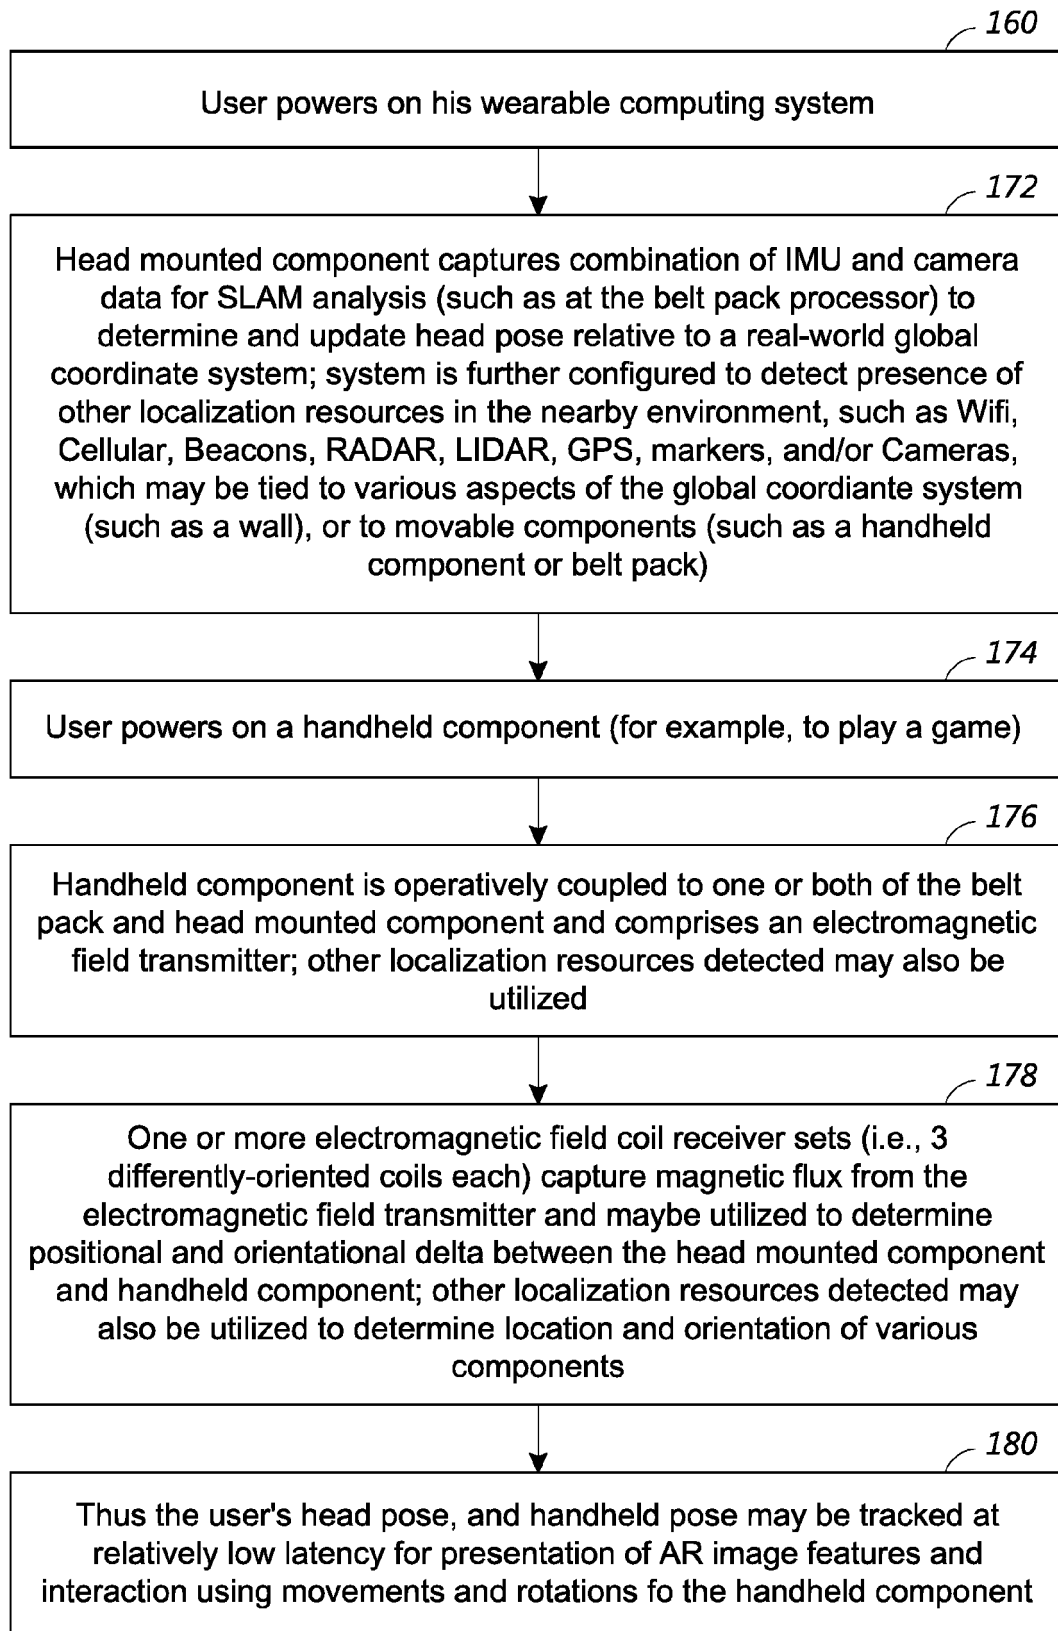 160
User powers on his wearable computing system
172
Head mounted component captures combination of IMU and camera
data for SLAM analysis (such as at the belt pack processor) to
determine and update head pose relative to a real-world global
coordinate system; system is further configured to detect presence of
other localization resources in the nearby environment, such as Wifi,
Cellular, Beacons, RADAR, LIDAR, GPS, markers, and/or Cameras,
which may be tied to various aspects of the global coordiante system
(such as a wall), or to movable components (such as a handheld
component or belt pack)
174
User powers on a handheld component (for example, to play a game)
176
Handheld component is operatively coupled to one or both of the belt
pack and head mounted component and comprises an electromagnetic
field transmitter; other localization resources detected may also be
utilized
178
One or more electromagnetic field coil receiver sets (i.e., 3
differently-oriented coils each) capture magnetic flux from the
electromagnetic field transmitter and maybe utilized to determine
positional and orientational delta between the head mounted component
and handheld component; other localization resources detected may
also be utilized to determine location and orientation of various
components
180
Thus the user's head pose, and handheld pose may be tracked at
relatively low latency for presentation of AR image features and
interaction using movements and rotations fo the handheld component